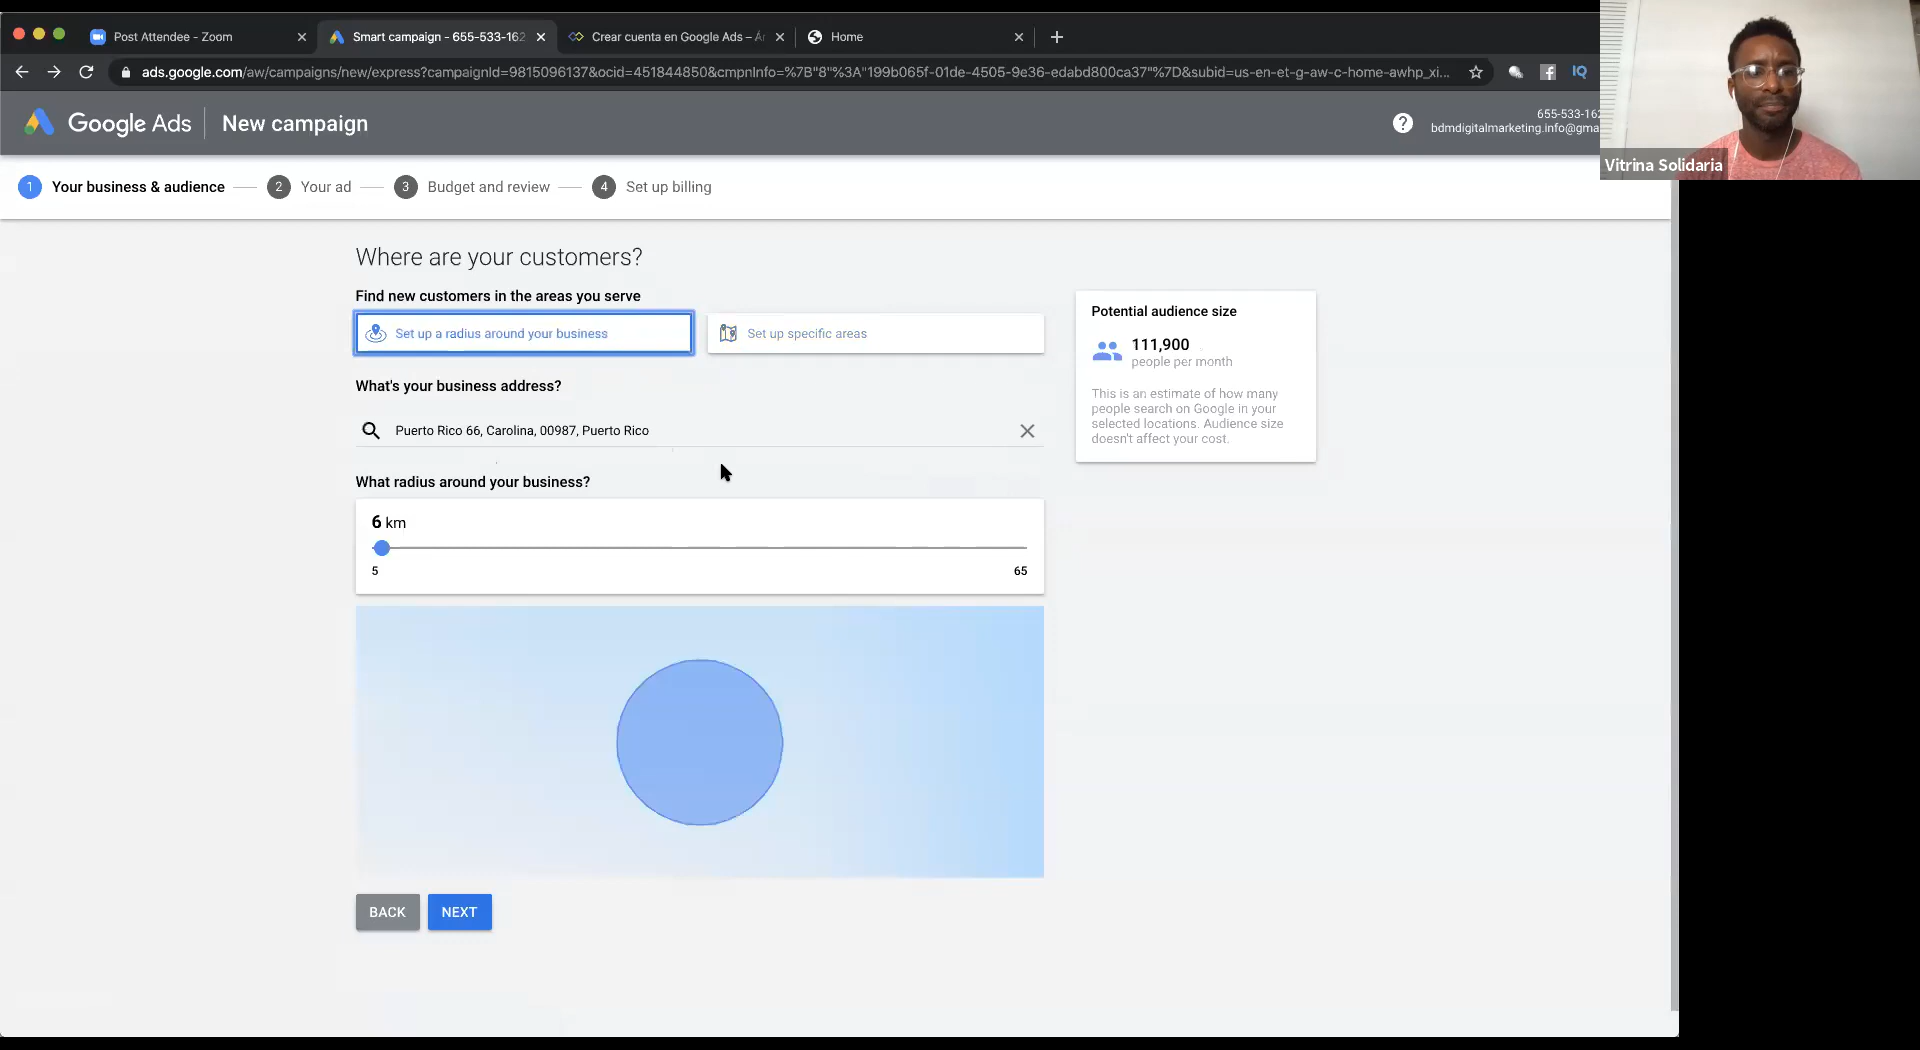 Post Attendee - Zoom
Smart campaign - 655-533-162
Crear cuenta en Google Ads –
Home
ads.google.com/aw/campaigns/new/express?campaignId=9815096137&ocid=451844850&cmpnInfo=%7B"8"%3A"199b065f-01de-4505-9e36-edabd800ca37"%7D&subid=us-en-et-g-aw-c-home-awhp_xi...
IQ
Google Ads
New campaign
?
655-533-162
bdmdigitalmarketing.info@gma
Vitrina Solidaria
1 Your business & audience
2 Your ad
3 Budget and review
4 Set up billing
Where are your customers?
Find new customers in the areas you serve
Set up a radius around your business
Set up specific areas
What's your business address?
Puerto Rico 66, Carolina, 00987, Puerto Rico
What radius around your business?
6 km
5
65
Potential audience size
111,900
people per month
This is an estimate of how many
people search on Google in your
selected locations. Audience size
doesn't affect your cost.
BACK
NEXT